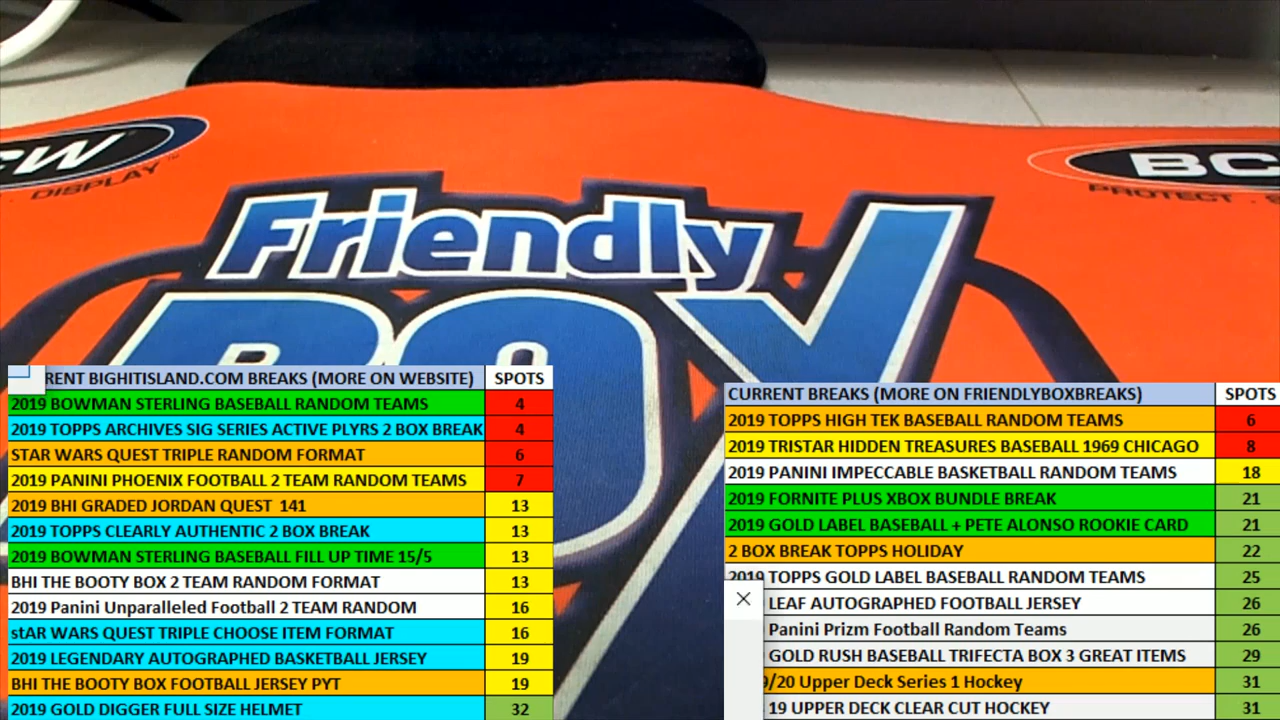 CW
DISPLAY™
BC
PROTECT · S
Friendly
BOX
RENT BIGHITISLAND.COM BREAKS (MORE ON WEBSITE) SPOTS
2019 BOWMAN STERLING BASEBALL RANDOM TEAMS 4
2019 TOPPS ARCHIVES SIG SERIES ACTIVE PLYRS 2 BOX BREAK 4
STAR WARS QUEST TRIPLE RANDOM FORMAT 6
2019 PANINI PHOENIX FOOTBALL 2 TEAM RANDOM TEAMS 7
2019 BHI GRADED JORDAN QUEST 141 13
2019 TOPPS CLEARLY AUTHENTIC 2 BOX BREAK 13
2019 BOWMAN STERLING BASEBALL FILL UP TIME 15/5 13
BHI THE BOOTY BOX 2 TEAM RANDOM FORMAT 13
2019 Panini Unparalleled Football 2 TEAM RANDOM 16
stAR WARS QUEST TRIPLE CHOOSE ITEM FORMAT 16
2019 LEGENDARY AUTOGRAPHED BASKETBALL JERSEY 19
BHI THE BOOTY BOX FOOTBALL JERSEY PYT 19
2019 GOLD DIGGER FULL SIZE HELMET 32
CURRENT BREAKS (MORE ON FRIENDLYBOXBREAKS) SPOTS
2019 TOPPS HIGH TEK BASEBALL RANDOM TEAMS 6
2019 TRISTAR HIDDEN TREASURES BASEBALL 1969 CHICAGO 8
2019 PANINI IMPECCABLE BASKETBALL RANDOM TEAMS 18
2019 FORNITE PLUS XBOX BUNDLE BREAK 21
2019 GOLD LABEL BASEBALL + PETE ALONSO ROOKIE CARD 21
2 BOX BREAK TOPPS HOLIDAY 22
2019 TOPPS GOLD LABEL BASEBALL RANDOM TEAMS 25
LEAF AUTOGRAPHED FOOTBALL JERSEY 26
Panini Prizm Football Random Teams 26
GOLD RUSH BASEBALL TRIFECTA BOX 3 GREAT ITEMS 29
9/20 Upper Deck Series 1 Hockey 31
19 UPPER DECK CLEAR CUT HOCKEY 31